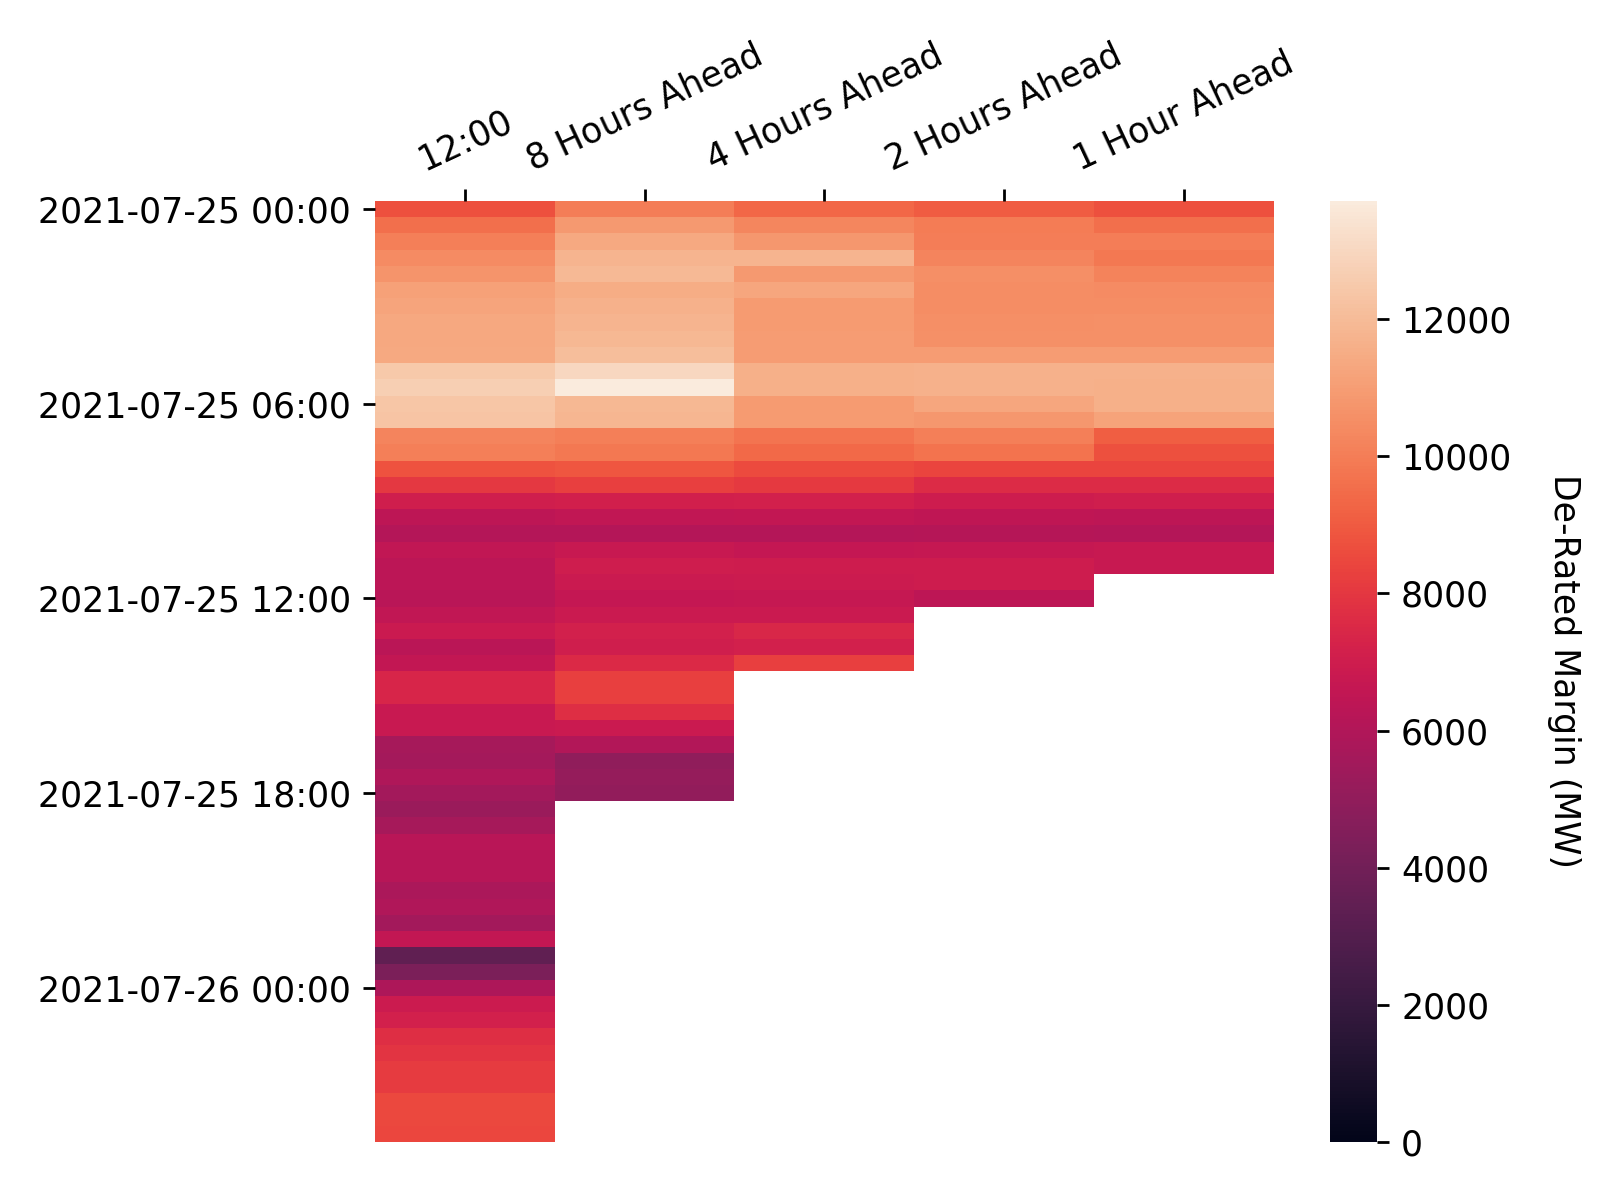 12:00
8 Hours Ahead
4 Hours Ahead
2 Hours Ahead
1 Hour Ahead
2021-07-25 00:00
2021-07-25 06:00
2021-07-25 12:00
2021-07-25 18:00
2021-07-26 00:00
12000
10000
8000
6000
4000
2000
0
De-Rated Margin (MW)